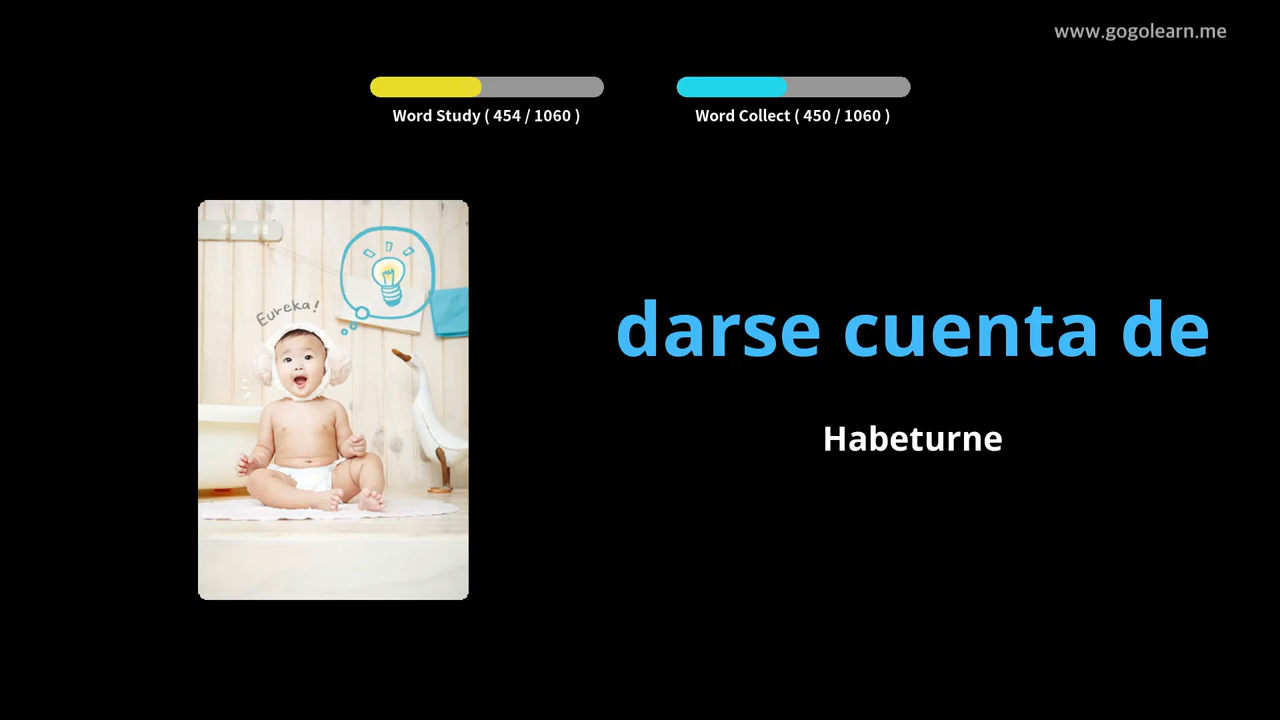 www.gogolearn.me
Word Study ( 454 / 1060 )
Word Collect ( 450 / 1060 )
Eureka!
darse cuenta de
Habeturne